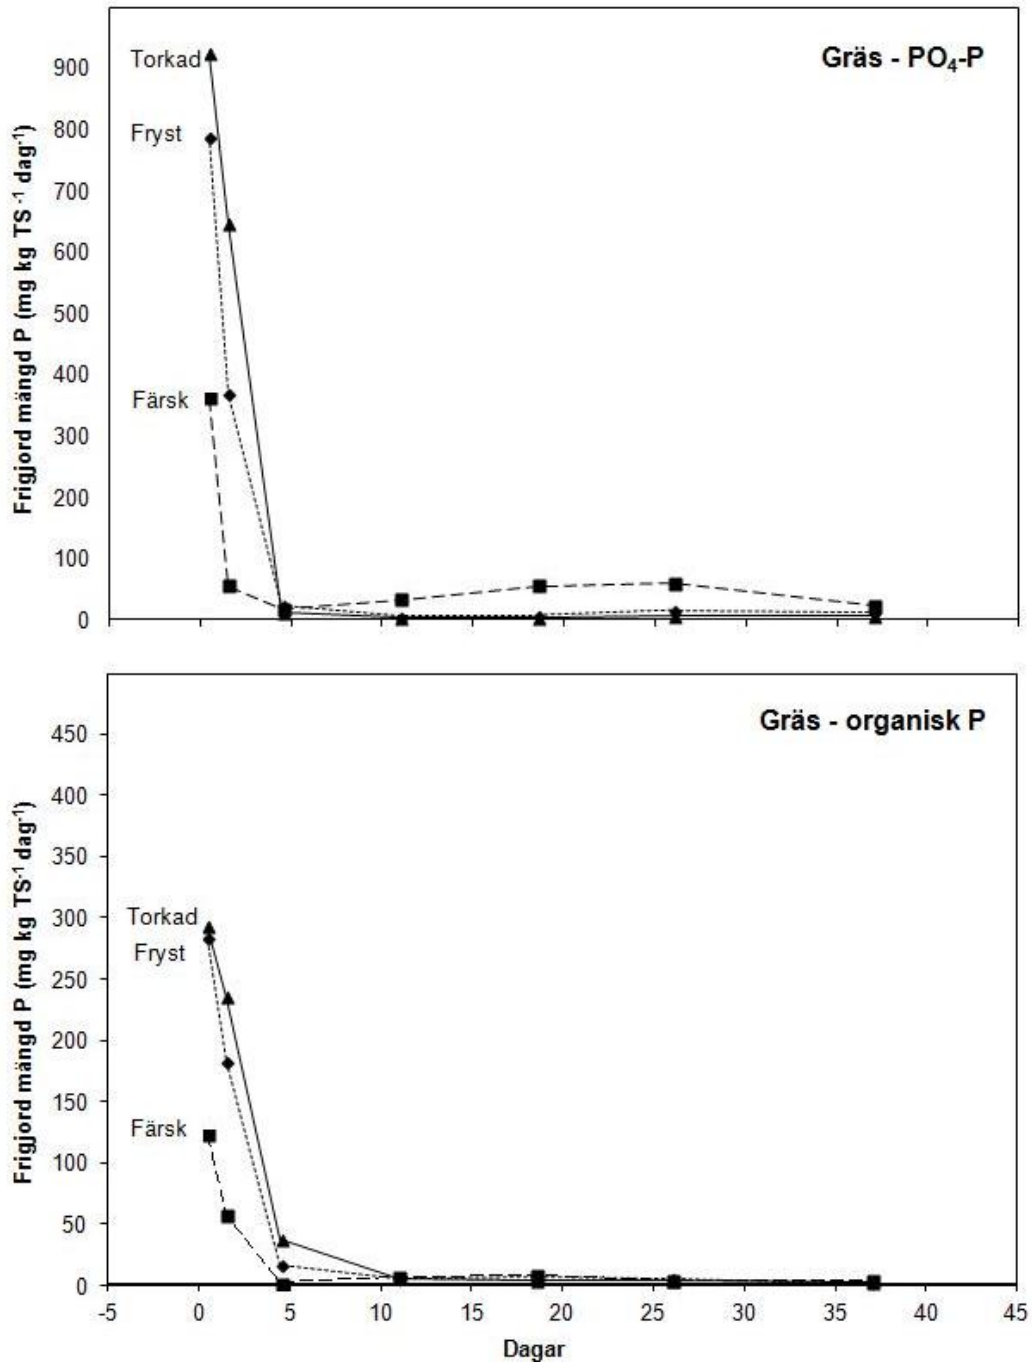 Gräs - PO₄-P
Frigjord mängd P (mg kg TS⁻¹ dag⁻¹)
900
800
700
600
500
400
300
200
100
0
Torkad
Fryst
Färsk
Gräs - organisk P
Frigjord mängd P (mg kg TS⁻¹ dag⁻¹)
450
400
350
300
250
200
150
100
50
0
Torkad
Fryst
Färsk
-5 0 5 10 15 20 25 30 35 40 45
Dagar